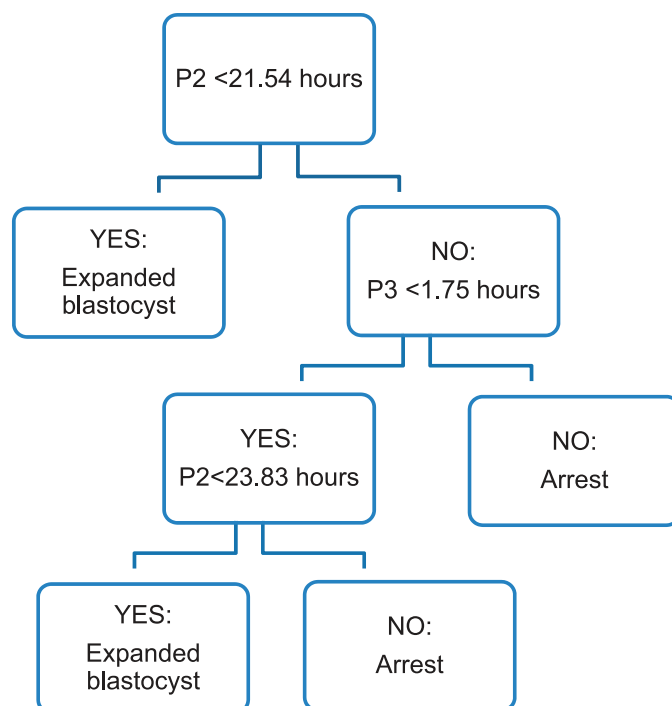 P2 <21.54 hours
YES:
Expanded
blastocyst
NO:
P3 <1.75 hours
YES:
P2<23.83 hours
NO:
Arrest
YES:
Expanded
blastocyst
NO:
Arrest